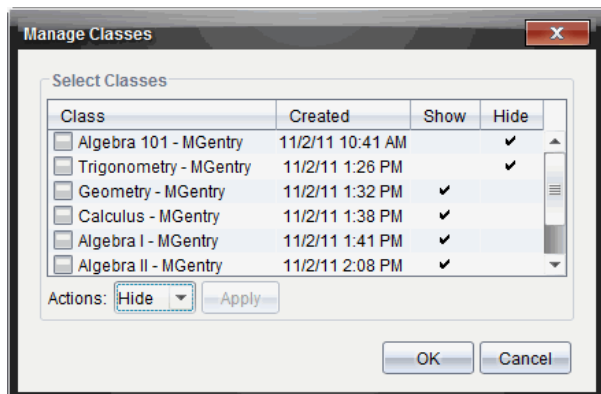 Manage Classes
Select Classes
Class Created Show Hide
Algebra 101 - MGentry 11/2/11 10:41 AM ✔
Trigonometry - MGentry 11/2/11 1:26 PM ✔
Geometry - MGentry 11/2/11 1:32 PM ✔
Calculus - MGentry 11/2/11 1:38 PM ✔
Algebra I - MGentry 11/2/11 1:41 PM ✔
Algebra II - MGentry 11/2/11 2:08 PM ✔
Actions: Hide Apply
OK Cancel